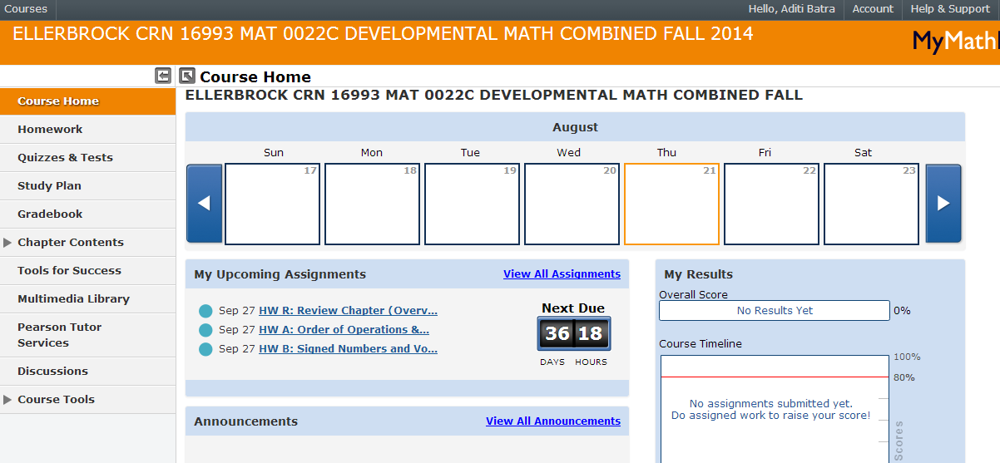 Courses
Hello, Aditi Batra Account Help & Support
ELLERBROCK CRN 16993 MAT 0022C DEVELOPMENTAL MATH COMBINED FALL 2014
MyMath
Course Home
ELLERBROCK CRN 16993 MAT 0022C DEVELOPMENTAL MATH COMBINED FALL
Course Home
Homework
Quizzes & Tests
Study Plan
Gradebook
Chapter Contents
Tools for Success
Multimedia Library
Pearson Tutor
Services
Discussions
Course Tools
August
Sun Mon Tue Wed Thu Fri Sat
17 18 19 20 21 22 23
My Upcoming Assignments View All Assignments
Sep 27 HW R: Review Chapter (Overv...
Sep 27 HW A: Order of Operations &...
Sep 27 HW B: Signed Numbers and Vo...
Next Due
36 18
DAYS HOURS
Announcements View All Announcements
My Results
Overall Score
No Results Yet 0%
Course Timeline
100%
80%
No assignments submitted yet.
Do assigned work to raise your score!
Scores